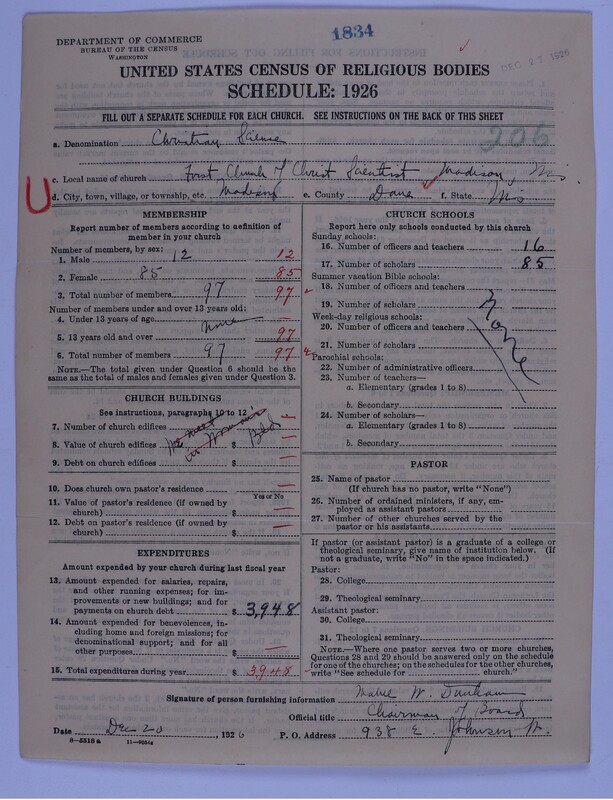 1834
DEPARTMENT OF COMMERCE
BUREAU OF THE CENSUS
WASHINGTON
DEC 27 1926
UNITED STATES CENSUS OF RELIGIOUS BODIES
SCHEDULE: 1926
FILL OUT A SEPARATE SCHEDULE FOR EACH CHURCH. SEE INSTRUCTIONS ON THE BACK OF THIS SHEET
206
a. Denomination Christian Science
c. Local name of church First Church of Christ Scientist Madison, Wis
U
d. City, town, village, or township, etc. Madison e. County Dane f. State Wis
MEMBERSHIP
Report number of members according to definition of member in your church
Number of members, by sex:
1. Male 12 12
2. Female 85 85
3. Total number of members 97 97
Number of members under and over 13 years old:
4. Under 13 years of age None
5. 13 years old and over 97
6. Total number of members 97 97
NOTE.—The total given under Question 6 should be the same as the total of males and females given under Question 3.
CHURCH BUILDINGS
See instructions, paragraphs 10 to 12
7. Number of church edifices
8. Value of church edifices $
We meet in Woman's Bldg
9. Debt on church edifices $
10. Does church own pastor's residence
Yes or No
11. Value of pastor's residence (if owned by church) $
12. Debt on pastor's residence (if owned by church) $
EXPENDITURES
Amount expended by your church during last fiscal year
13. Amount expended for salaries, repairs, and other running expenses; for improvements or new buildings; and for payments on church debt $ 3,948
14. Amount expended for benevolences, including home and foreign missions; for denominational support; and for all other purposes $
15. Total expenditures during year $ 3,948
CHURCH SCHOOLS
Report here only schools conducted by this church
Sunday schools:
16. Number of officers and teachers 16
17. Number of scholars 85
Summer vacation Bible schools:
18. Number of officers and teachers
19. Number of scholars
None
Week-day religious schools:
20. Number of officers and teachers
21. Number of scholars
Parochial schools:
22. Number of administrative officers
23. Number of teachers—
a. Elementary (grades 1 to 8)
b. Secondary
24. Number of scholars—
a. Elementary (grades 1 to 8)
b. Secondary
PASTOR
25. Name of pastor
(If church has no pastor, write "None")
26. Number of ordained ministers, if any, employed as assistant pastors
27. Number of other churches served by the pastor or his assistants
If pastor (or assistant pastor) is a graduate of a college or theological seminary, give name of institution below. (If not a graduate, write "No" in the space indicated.)
Pastor:
28. College
29. Theological seminary
Assistant pastor:
30. College
31. Theological seminary
NOTE.—Where one pastor serves two or more churches, Questions 28 and 29 should be answered only on the schedule for one of the churches; on the schedules for the other churches, write "See schedule for church."
Signature of person furnishing information W. Dunham
Official title Chairman of Board
Date Dec 20 1926 P. O. Address 938 E. Johnson St.
8—5518 a